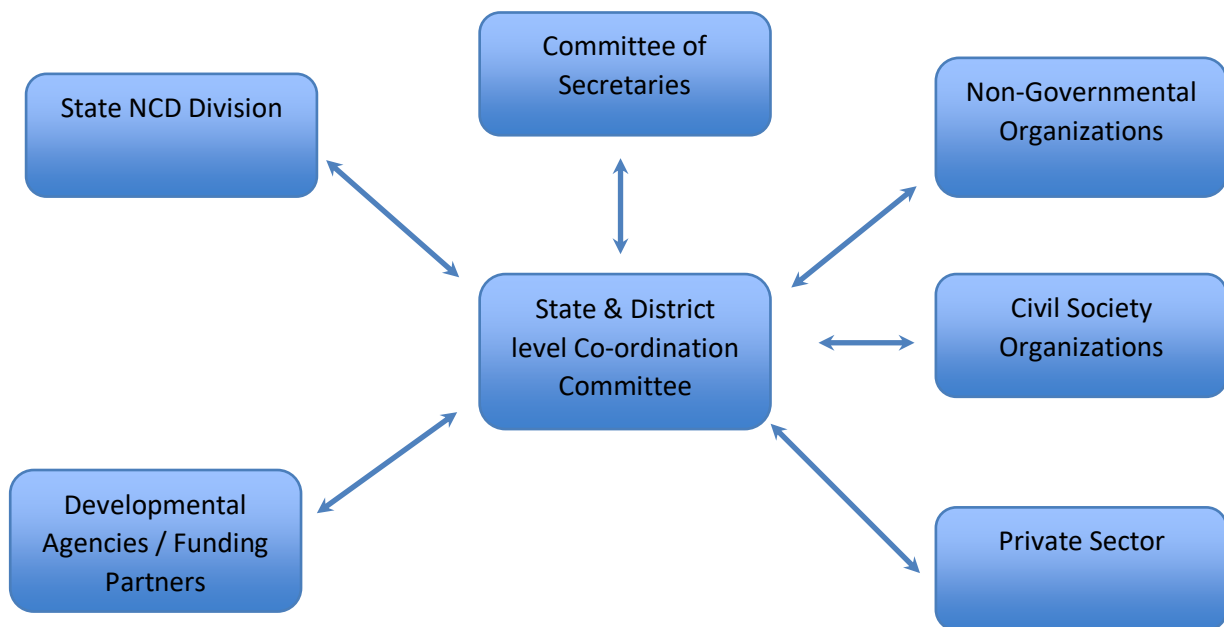 Committee of
Secretaries
State NCD Division
Non-Governmental
Organizations
State & District
level Co-ordination
Committee
Civil Society
Organizations
Developmental
Agencies / Funding
Partners
Private Sector